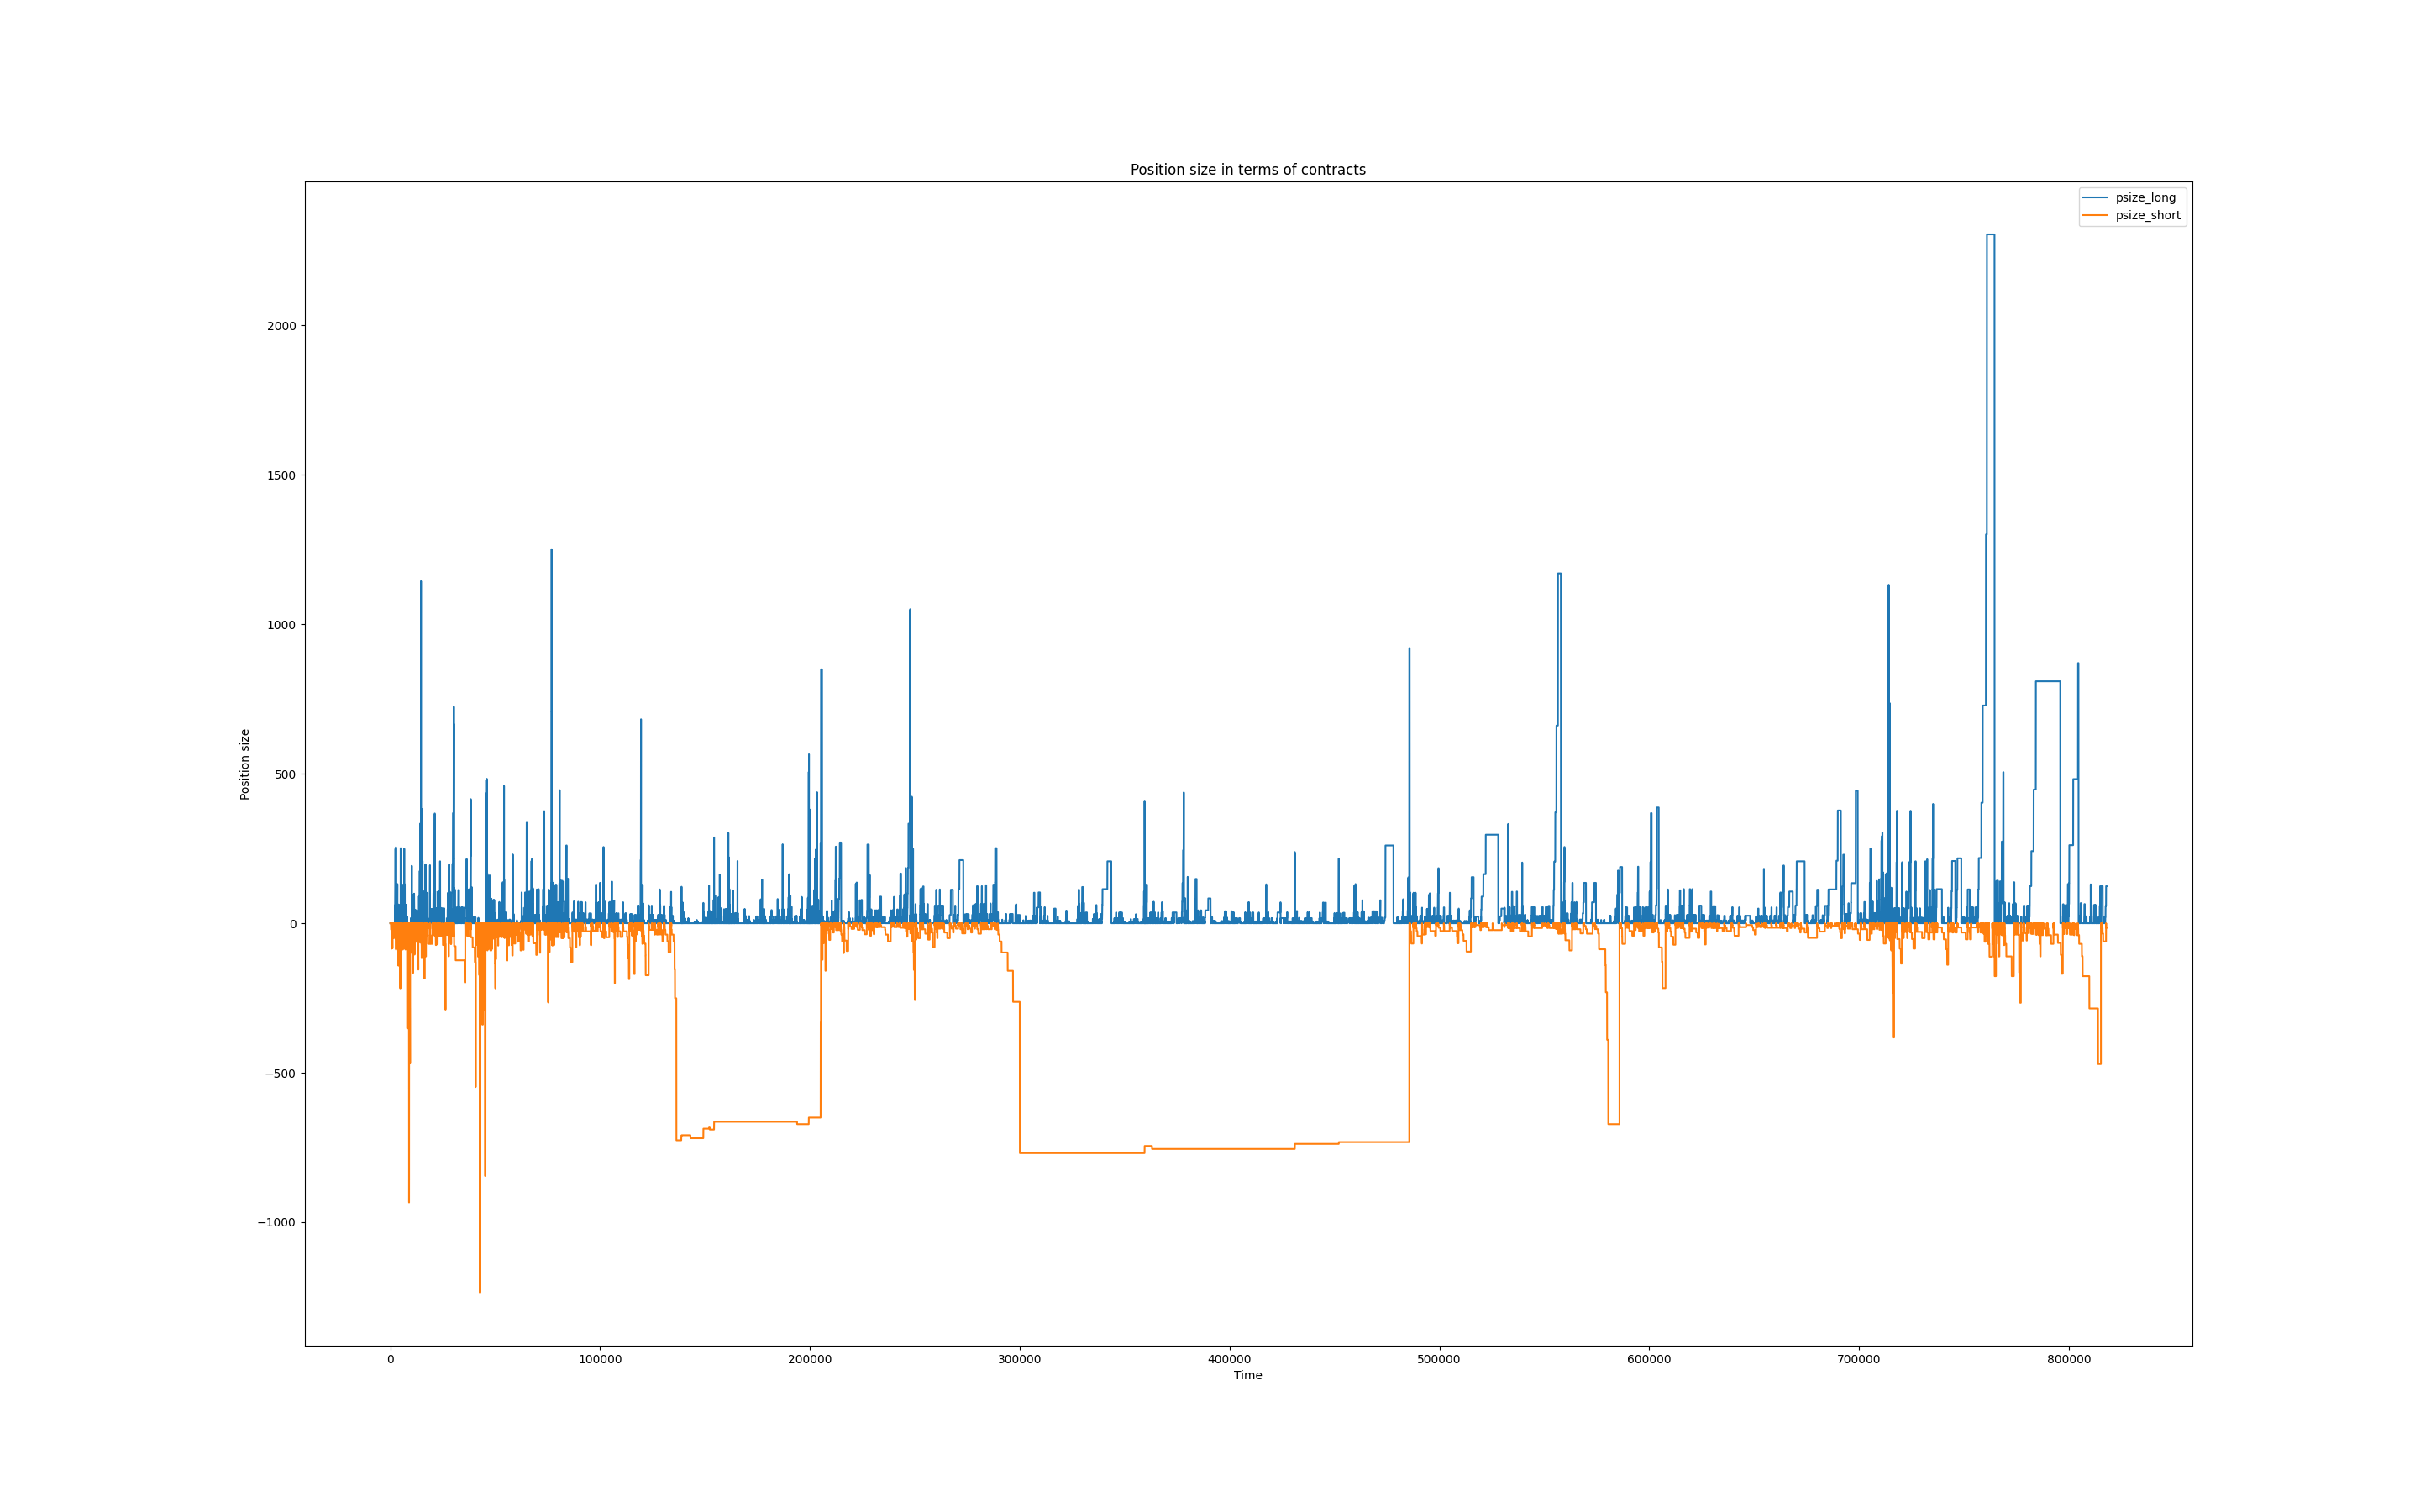 Position size in terms of contracts
psize_long
psize_short
Position size
2000
1500
1000
500
0
−500
−1000
0 100000 200000 300000 400000 500000 600000 700000 800000
Time